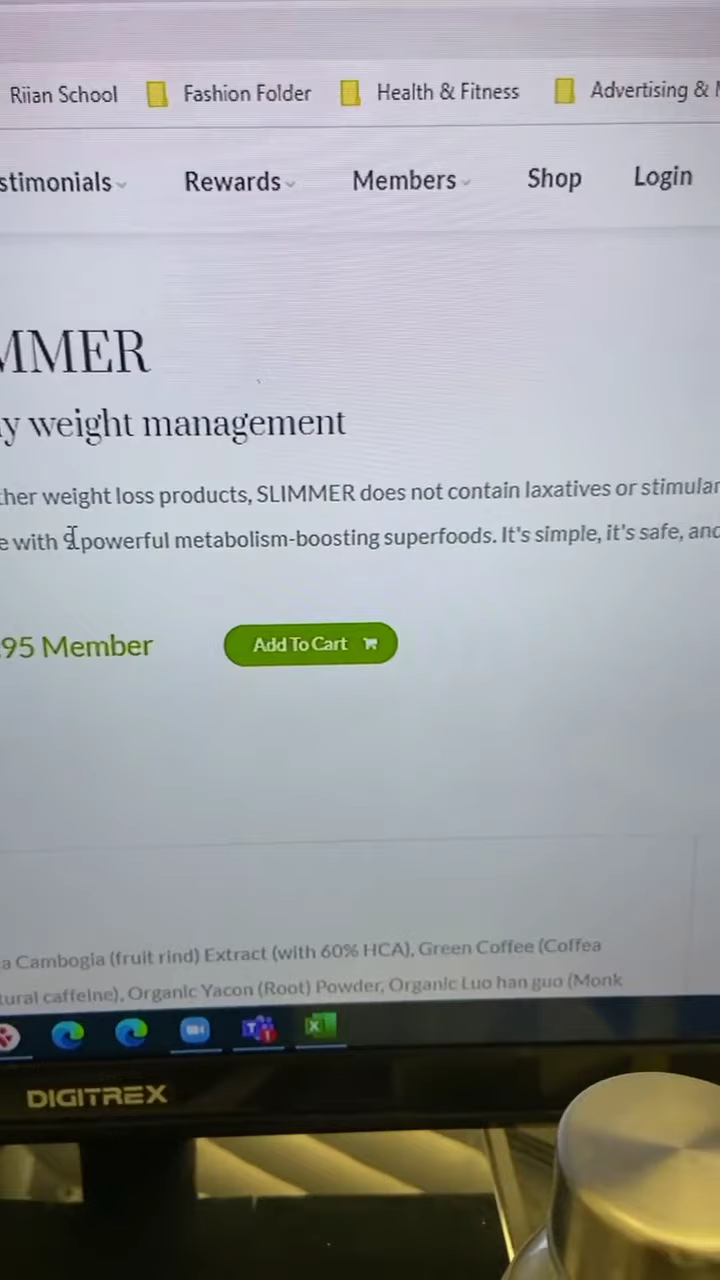 Riian School Fashion Folder Health & Fitness Advertising &
stimonials Rewards Members Shop Login
MMER
y weight management
ther weight loss products, SLIMMER does not contain laxatives or stimular
e with 9 powerful metabolism-boosting superfoods. It's simple, it's safe, and
95 Member Add To Cart
a Cambogia (fruit rind) Extract (with 60% HCA), Green Coffee (Coffea
tural caffeine), Organic Yacon (Root) Powder, Organic Luo han guo (Monk
DIGITREX